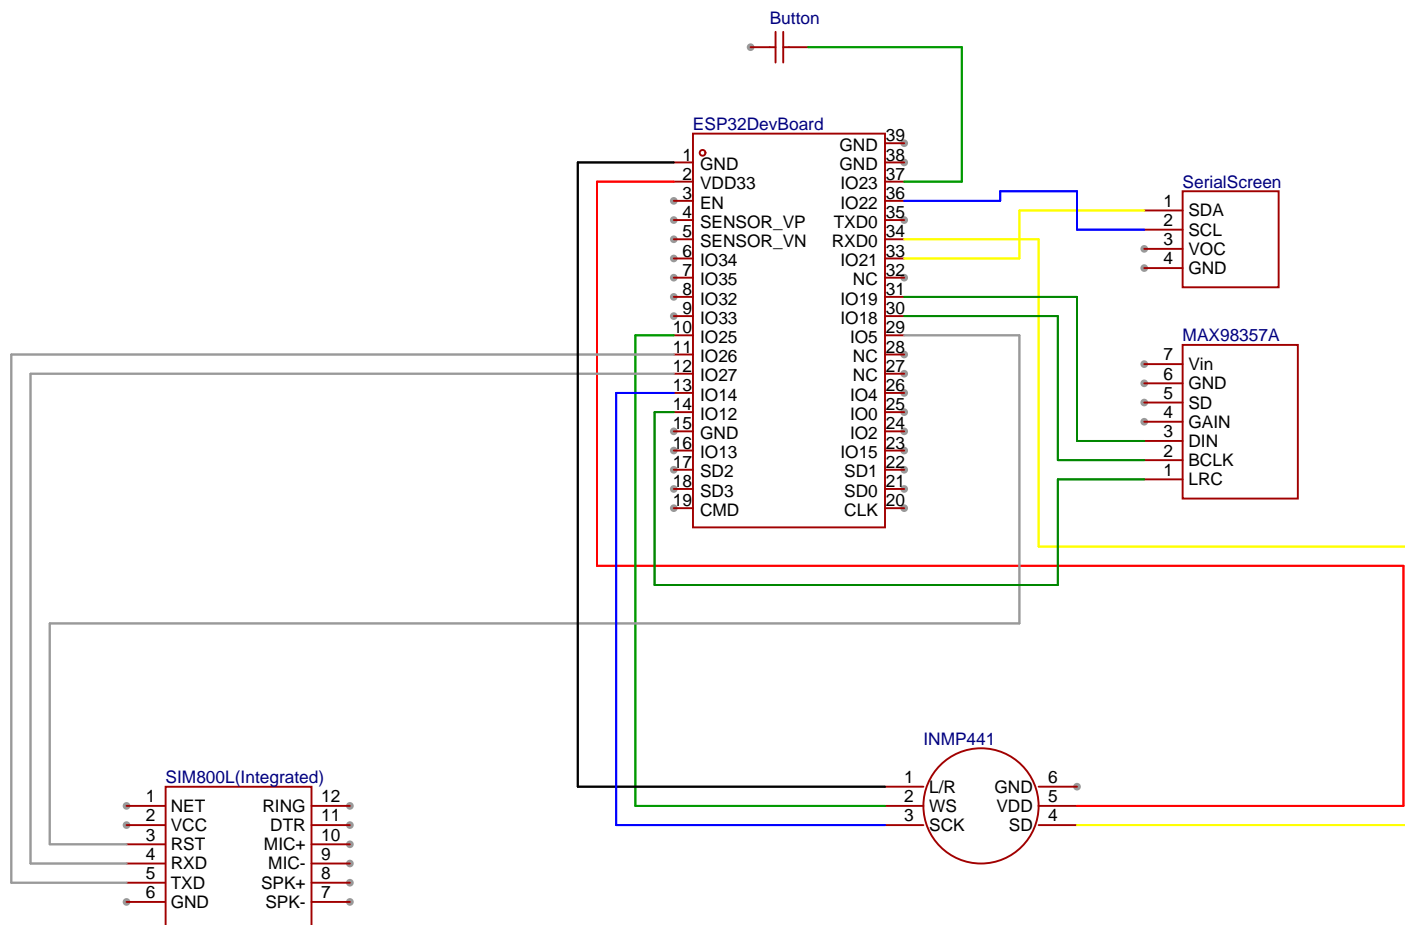 Button
ESP32DevBoard
1 GND
2 VDD33
3 EN
4 SENSOR_VP
5 SENSOR_VN
6 IO34
7 IO35
8 IO32
9 IO33
10 IO25
11 IO26
12 IO27
13 IO14
14 IO12
15 GND
16 IO13
17 SD2
18 SD3
19 CMD
GND 39
GND 38
IO23 37
IO22 36
TXD0 35
RXD0 34
IO21 33
NC 32
IO19 31
IO18 30
IO5 29
NC 28
NC 27
IO4 26
IO0 25
IO2 24
IO15 23
SD1 22
SD0 21
CLK 20
SerialScreen
1 SDA
2 SCL
3 VOC
4 GND
MAX98357A
7 Vin
6 GND
5 SD
4 GAIN
3 DIN
2 BCLK
1 LRC
INMP441
1 L/R
2 WS
3 SCK
GND 6
VDD 5
SD 4
SIM800L(Integrated)
1 NET
2 VCC
3 RST
4 RXD
5 TXD
6 GND
RING 12
DTR 11
MIC+ 10
MIC- 9
SPK+ 8
SPK- 7